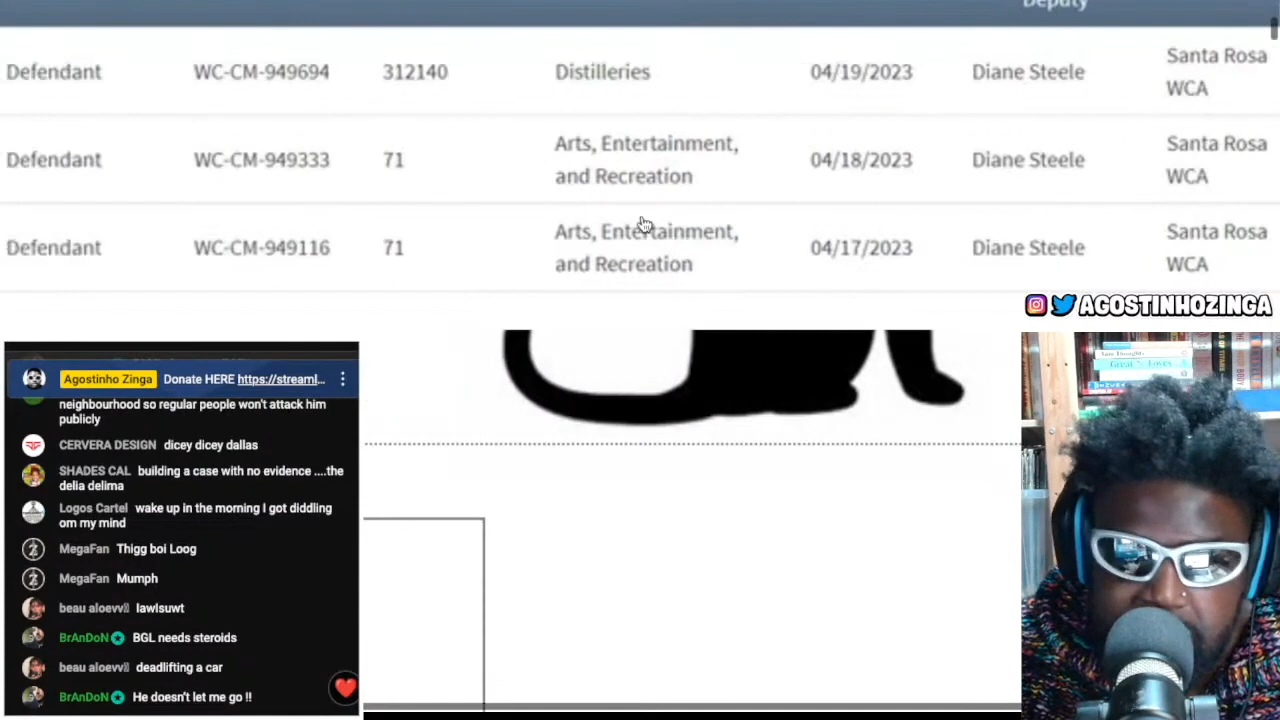 Deputy
Defendant WC-CM-949694 312140 Distilleries 04/19/2023 Diane Steele Santa Rosa
WCA
Defendant WC-CM-949333 71 Arts, Entertainment, 04/18/2023 Diane Steele Santa Rosa
and Recreation WCA
Defendant WC-CM-949116 71 Arts, Entertainment, 04/17/2023 Diane Steele Santa Rosa
and Recreation WCA
AGOSTINHOZINGA
Agostinho Zinga Donate HERE https://streaml...
neighbourhood so regular people won't attack him
publicly
CERVERA DESIGN dicey dicey dallas
SHADES CAL building a case with no evidence ....the
delia delima
Logos Cartel wake up in the morning I got diddling
om my mind
MegaFan Thigg boi Loog
MegaFan Mumph
beau aloevv lawlsuwt
BrAnDoN BGL needs steroids
beau aloevv deadlifting a car
BrAnDoN He doesn't let me go !!